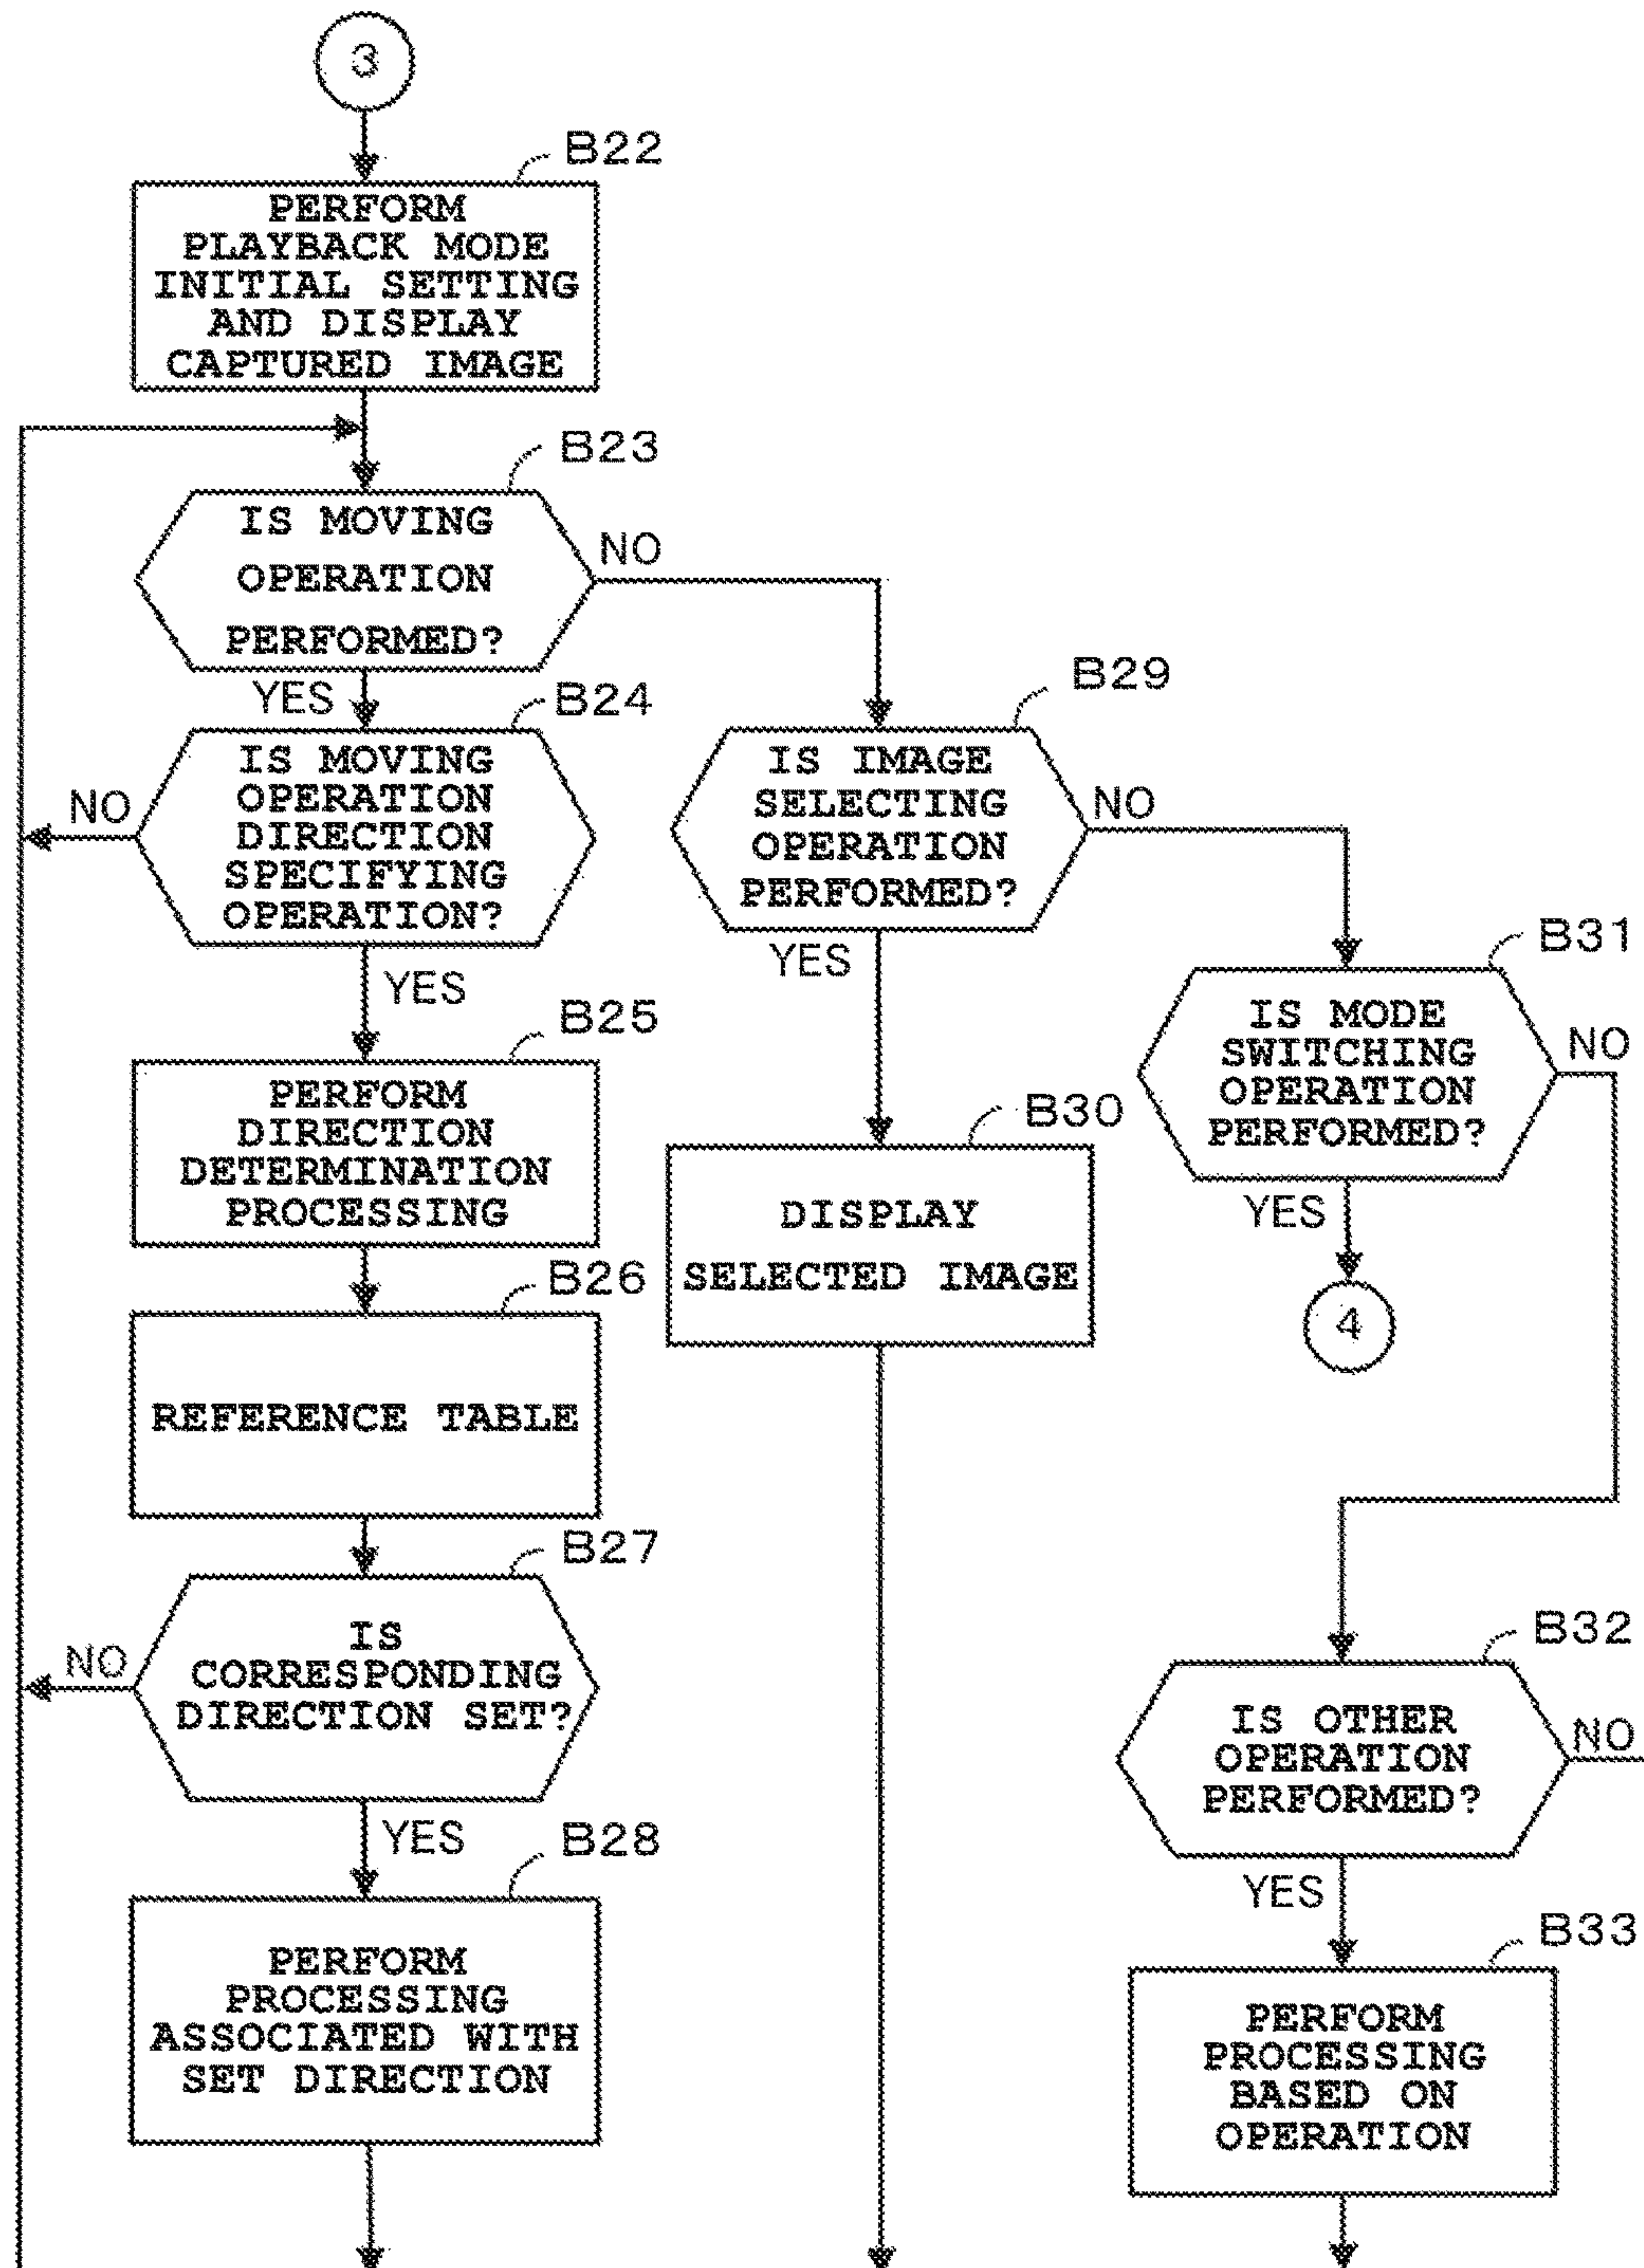 3
B22
PERFORM
PLAYBACK MODE
INITIAL SETTING
AND DISPLAY
CAPTURED IMAGE
B23
IS MOVING
OPERATION
PERFORMED?
NO
YES
B24
IS MOVING
OPERATION
DIRECTION
SPECIFYING
OPERATION?
NO
YES
B25
PERFORM
DIRECTION
DETERMINATION
PROCESSING
B26
REFERENCE TABLE
B27
IS
CORRESPONDING
DIRECTION SET?
NO
YES
B28
PERFORM
PROCESSING
ASSOCIATED WITH
SET DIRECTION
B29
IS IMAGE
SELECTING
OPERATION
PERFORMED?
NO
YES
B30
DISPLAY
SELECTED IMAGE
B31
IS MODE
SWITCHING
OPERATION
PERFORMED?
NO
YES
4
B32
IS OTHER
OPERATION
PERFORMED?
NO
YES
B33
PERFORM
PROCESSING
BASED ON
OPERATION